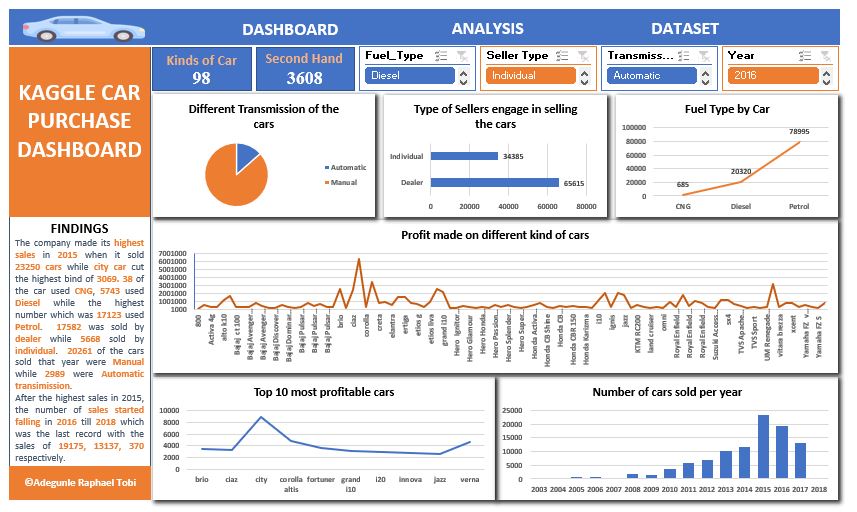 DASHBOARD
ANALYSIS
DATASET
KAGGLE CAR
PURCHASE
DASHBOARD
Kinds of Car
98
Second Hand
3608
Fuel_Type
Diesel
Seller Type
Individual
Transmiss...
Automatic
Year
2016
FINDINGS
The company made its highest
sales in 2015 when it sold
23250 cars while city car cut
the highest bind of 3069. 38 of
the car used CNG, 5743 used
Diesel while the highest
number which was 17123 used
Petrol. 17582 was sold by
dealer while 5668 sold by
individual. 20261 of the cars
sold that year were Manual
while 2989 were Automatic
transmission.
After the highest sales in 2015,
the number of sales started
falling in 2016 till 2018 which
was the last record with the
sales of 19175, 13137, 370
respectively.
©Adegunle Raphael Tobi
Different Transmission of the
cars
Automatic
Manual
Type of Sellers engage in selling
the cars
Individual
34385
Dealer
65615
0 20000 40000 60000 80000
Fuel Type by Car
100000
80000
60000
40000
20000
0
685
20320
78995
CNG Diesel Petrol
Profit made on different kind of cars
7001000
6001000
5001000
4001000
3001000
2001000
1001000
1000
800
Activa 4g
alto k10
Bajaj ct 100
Bajaj Avenger...
Bajaj Avenger...
Bajaj Discover...
Bajaj Dominar...
Bajaj Pulsar...
Bajaj Pulsar...
Bajaj Pulsar...
brio
ciaz
corolla
creta
elantra
ertiga
etios g
etios liva
grand i10
Hero Ignitor...
Hero Glamour
Hero Honda...
Hero Passion...
Hero Splender...
Hero Super...
Honda Activa...
Honda CB Shine
Honda CB...
Honda CBR 150
Honda Karizma
i10
ignis
jazz
KTM RC200
land cruiser
omni
Royal Enfield...
Royal Enfield...
Royal Enfield...
Suzuki Access...
sx4
TVS Apache...
TVS Sport
UM Renegade...
vitara brezza
xcent
Yamaha FZ v...
Yamaha FZ S...
Top 10 most profitable cars
10000
8000
6000
4000
2000
0
brio
ciaz
city
corolla
altis
fortuner
grand
i10
i20
innova
jazz
verna
Number of cars sold per year
25000
20000
15000
10000
5000
0
2003 2004 2005 2006 2007 2008 2009 2010 2011 2012 2013 2014 2015 2016 2017 2018